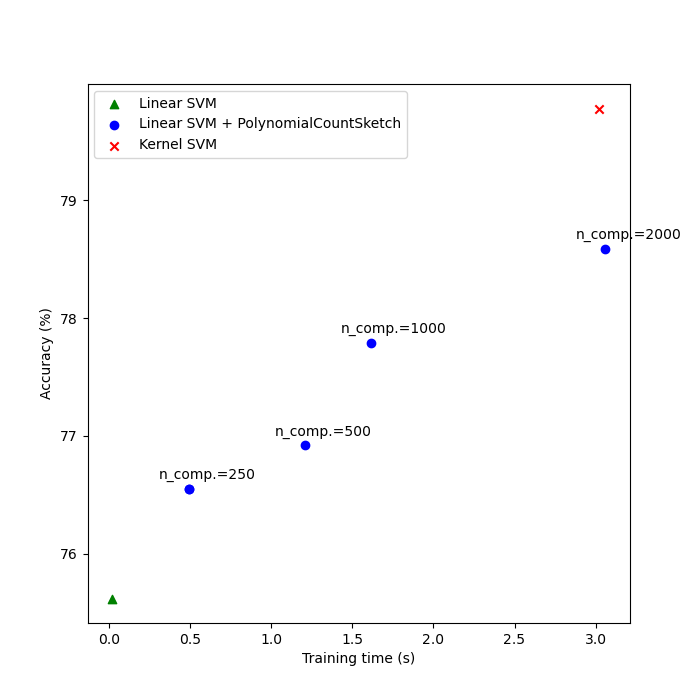 Linear SVM
Linear SVM + PolynomialCountSketch
Kernel SVM
n_comp.=2000
n_comp.=1000
n_comp.=500
n_comp.=250
79
78
77
76
Accuracy (%)
0.0 0.5 1.0 1.5 2.0 2.5 3.0
Training time (s)